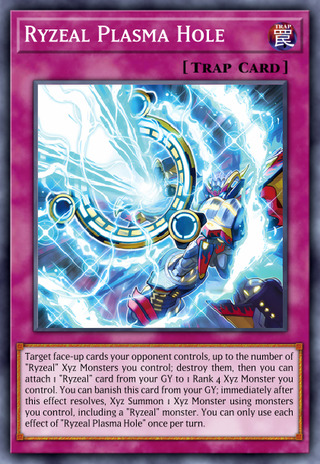 Ryzeal Plasma Hole
TRAP
罠
[Trap Card]
Target face-up cards your opponent controls, up to the number of
"Ryzeal" Xyz Monsters you control; destroy them, then you can
attach 1 "Ryzeal" card from your GY to 1 Rank 4 Xyz Monster you
control. You can banish this card from your GY; immediately after
this effect resolves, Xyz Summon 1 Xyz Monster using monsters
you control, including a "Ryzeal" monster. You can only use each
effect of "Ryzeal Plasma Hole" once per turn.